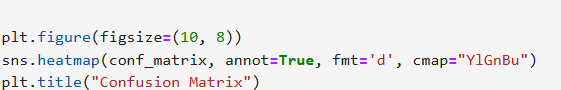 plt.figure(figsize=(10, 8))
sns.heatmap(conf_matrix, annot=True, fmt='d', cmap="YlGnBu")
plt.title("Confusion Matrix")